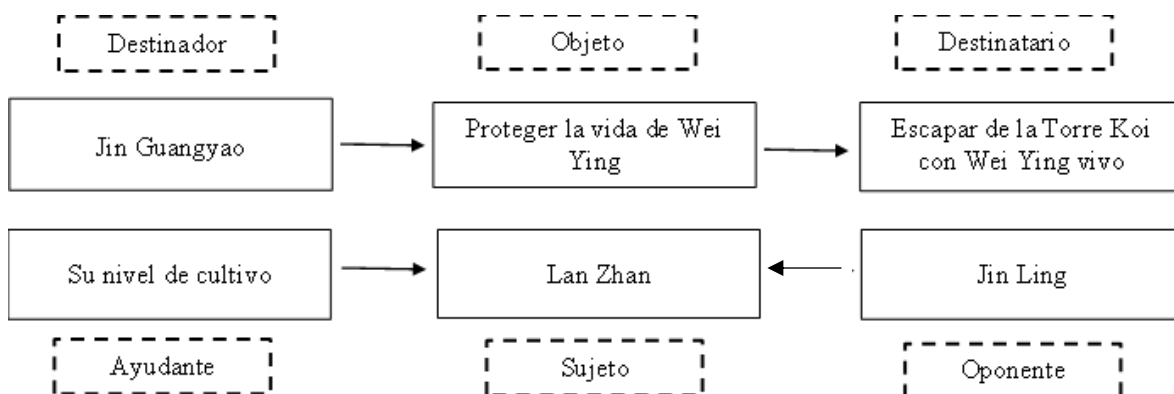 Destinador
Objeto
Destinatario
Jin Guangyao
Proteger la vida de Wei
Ying
Escapar de la Torre Koi
con Wei Ying vivo
Su nivel de cultivo
Lan Zhan
Jin Ling
Ayudante
Sujeto
Oponente